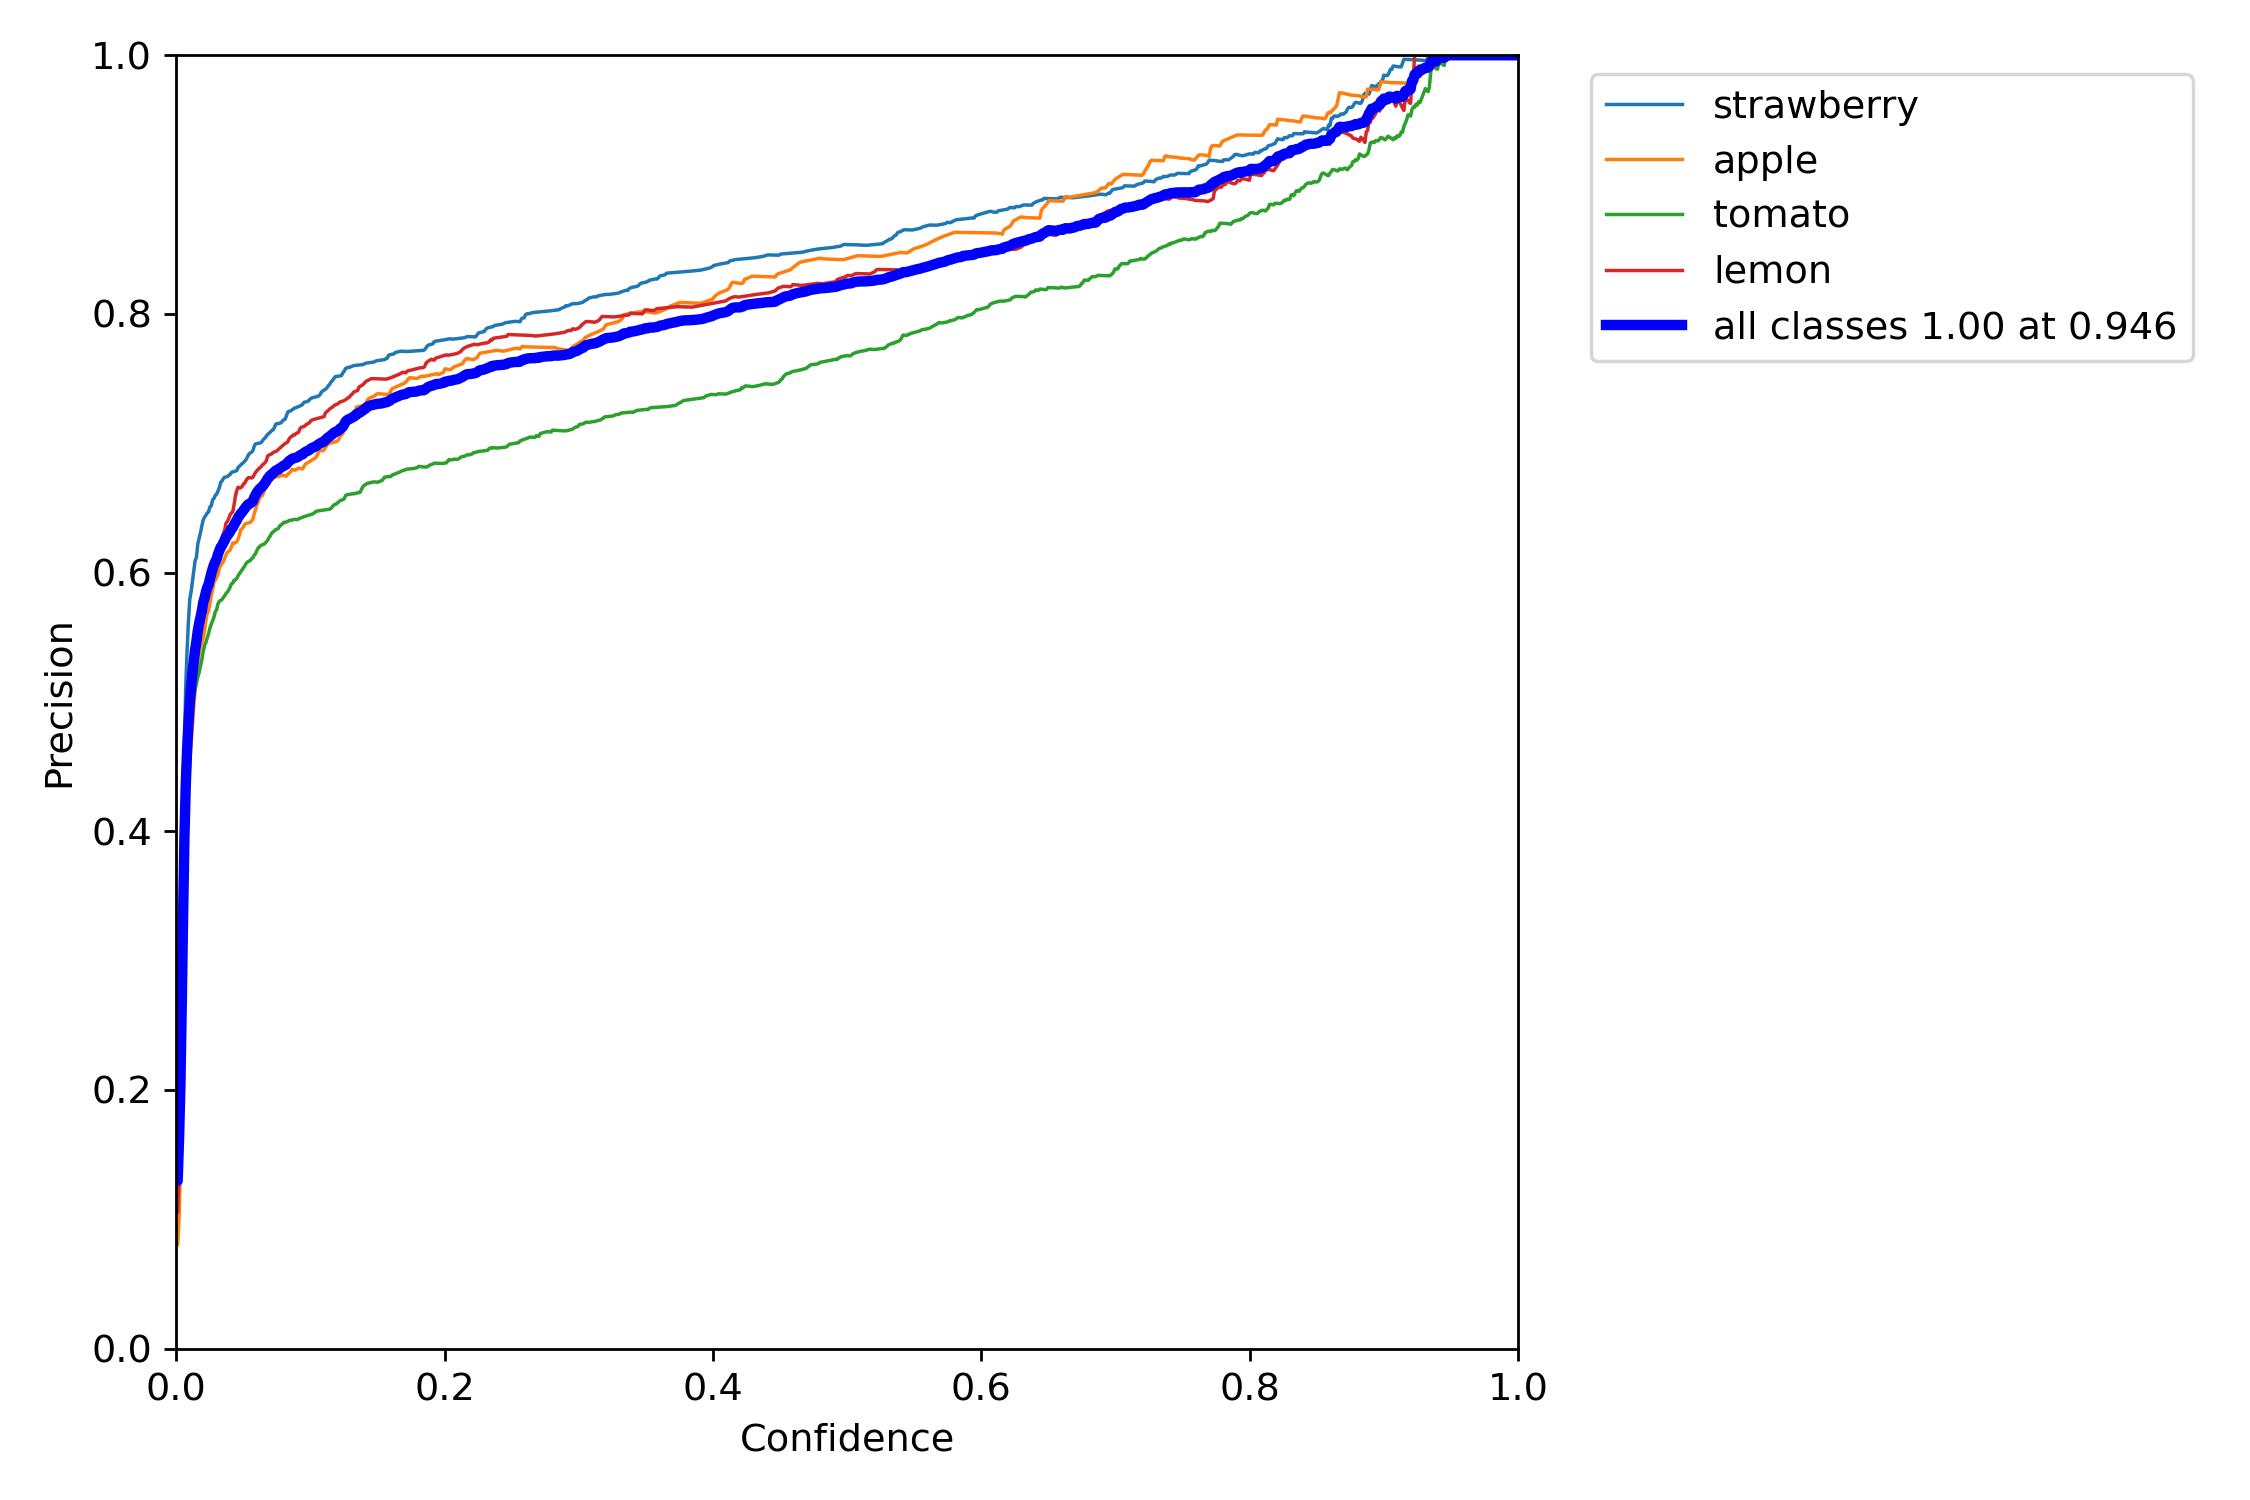 1.0
0.8
0.6
0.4
0.2
0.0
Precision
0.0 0.2 0.4 0.6 0.8 1.0
Confidence
strawberry
apple
tomato
lemon
all classes 1.00 at 0.946